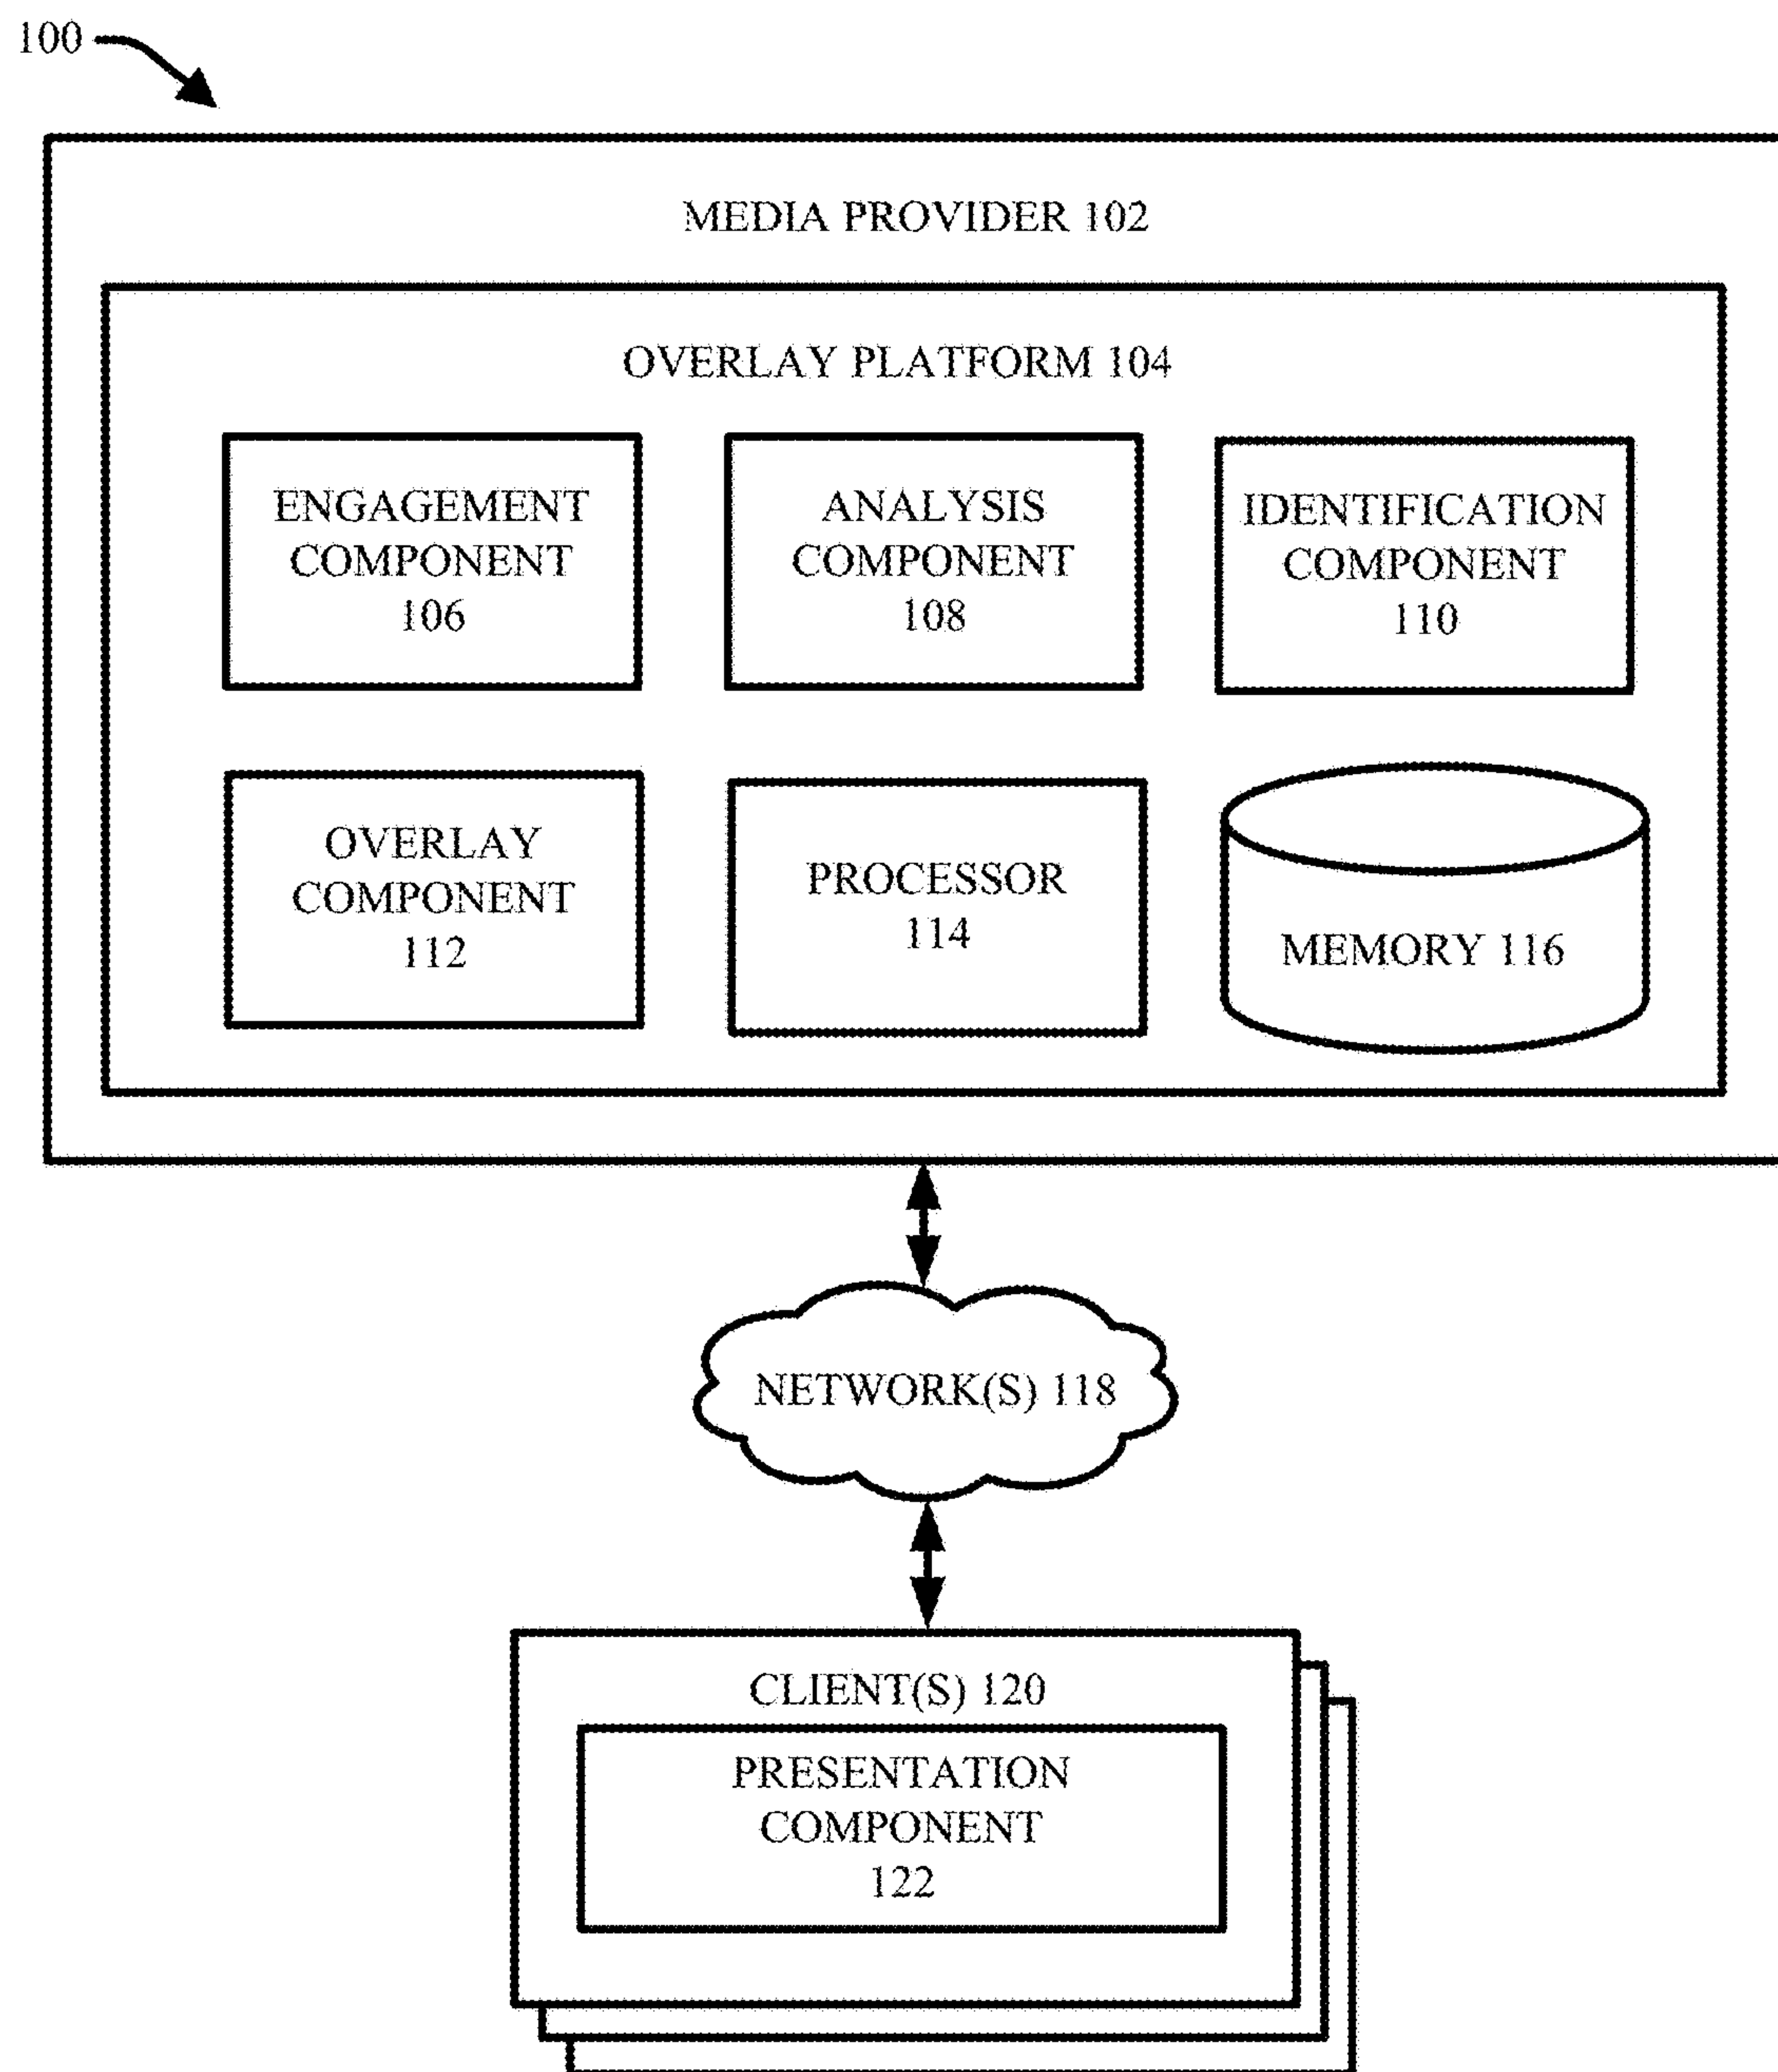 100
MEDIA PROVIDER 102
OVERLAY PLATFORM 104
ENGAGEMENT
COMPONENT
106
ANALYSIS
COMPONENT
108
IDENTIFICATION
COMPONENT
110
OVERLAY
COMPONENT
112
PROCESSOR
114
MEMORY 116
NETWORK(S) 118
CLIENT(S) 120
PRESENTATION
COMPONENT
122